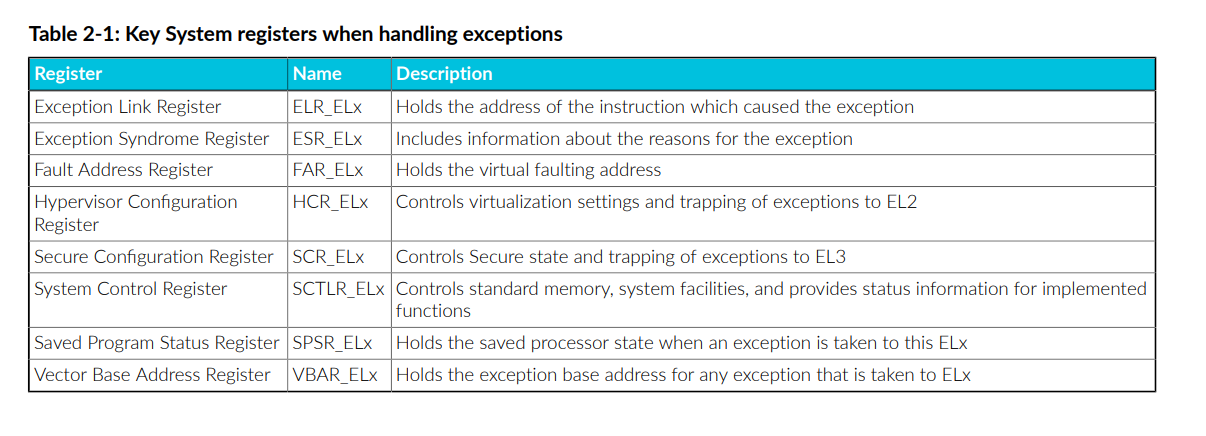 Table 2-1: Key System registers when handling exceptions
Register Name Description
Exception Link Register ELR_ELx Holds the address of the instruction which caused the exception
Exception Syndrome Register ESR_ELx Includes information about the reasons for the exception
Fault Address Register FAR_ELx Holds the virtual faulting address
Hypervisor Configuration HCR_ELx Controls virtualization settings and trapping of exceptions to EL2
Register
Secure Configuration Register SCR_ELx Controls Secure state and trapping of exceptions to EL3
System Control Register SCTLR_ELx Controls standard memory, system facilities, and provides status information for implemented
functions
Saved Program Status Register SPSR_ELx Holds the saved processor state when an exception is taken to this ELx
Vector Base Address Register VBAR_ELx Holds the exception base address for any exception that is taken to ELx